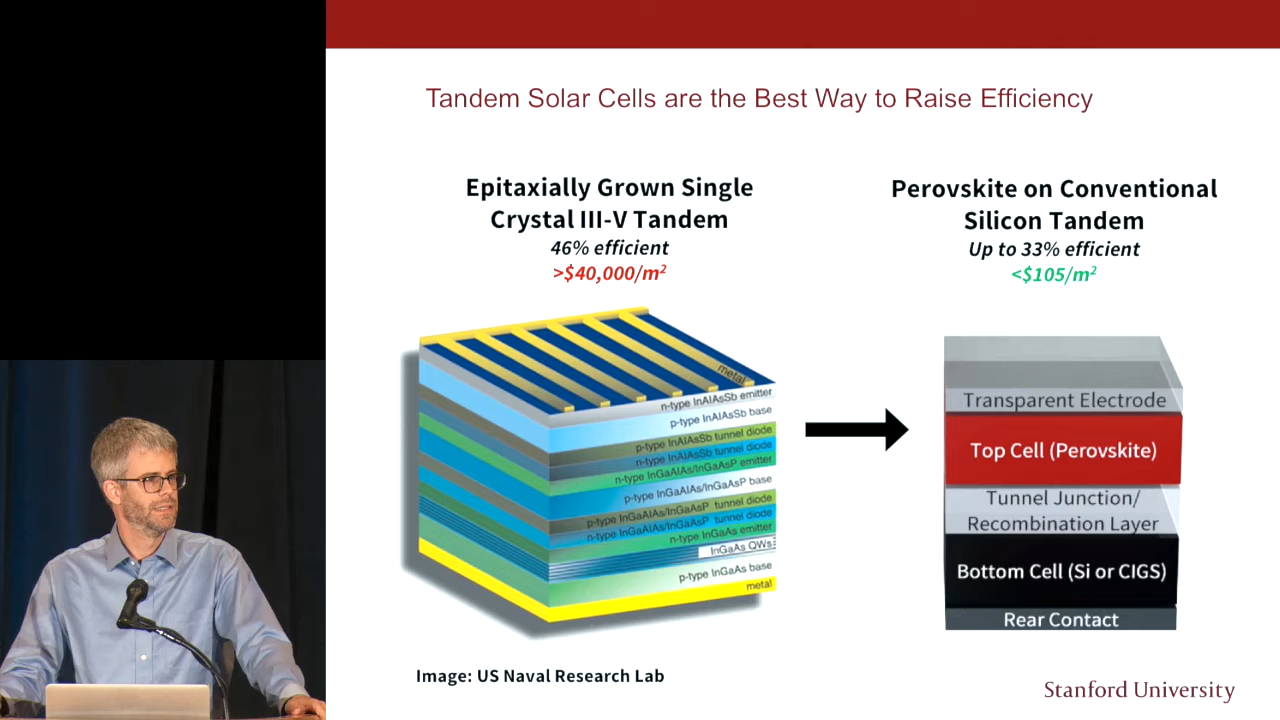 Tandem Solar Cells are the Best Way to Raise Efficiency
Epitaxially Grown Single
Crystal III-V Tandem
46% efficient
>$40,000/m²
metal
n-type InAlAsSb emitter
p-type InAlAsSb base
p-type InAlAsSb tunnel diode
n-type InAlAsSb tunnel diode
n-type InGaAlAs/InGaAsP emitter
p-type InGaAlAs/InGaAsP base
p-type InGaAlAs/InGaAsP tunnel diode
n-type InGaAlAs/InGaAsP tunnel diode
n-type InGaAs emitter
InGaAs QWs
p-type InGaAs base
metal
Image: US Naval Research Lab
Perovskite on Conventional
Silicon Tandem
Up to 33% efficient
<$105/m²
Transparent Electrode
Top Cell (Perovskite)
Tunnel Junction/
Recombination Layer
Bottom Cell (Si or CIGS)
Rear Contact
Stanford University